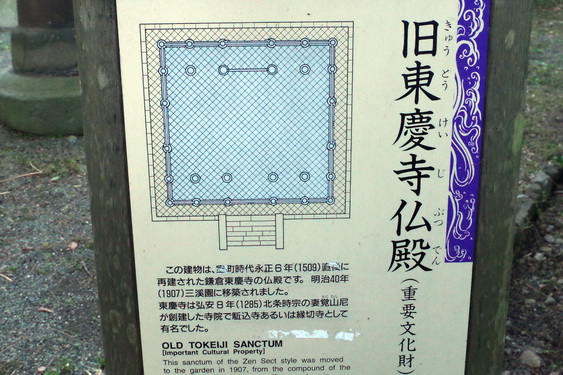 旧東慶寺仏殿(重要文化財)
きゅうとうけいじぶつでん
この建物は、室町時代永正6年(1509)直後に
再建された鎌倉東慶寺の仏殿です。明治40年
(1907)三溪園に移築されました。
東慶寺は弘安8年(1285)北条時宗の妻覚山尼
が創建した寺院で駈込寺あるいは縁切寺として
有名でした。
OLD TOKEIJI SANCTUM
[Important Cultural Property]
This sanctum of the Zen Sect style was moved
to the garden in 1907, from the compound of the